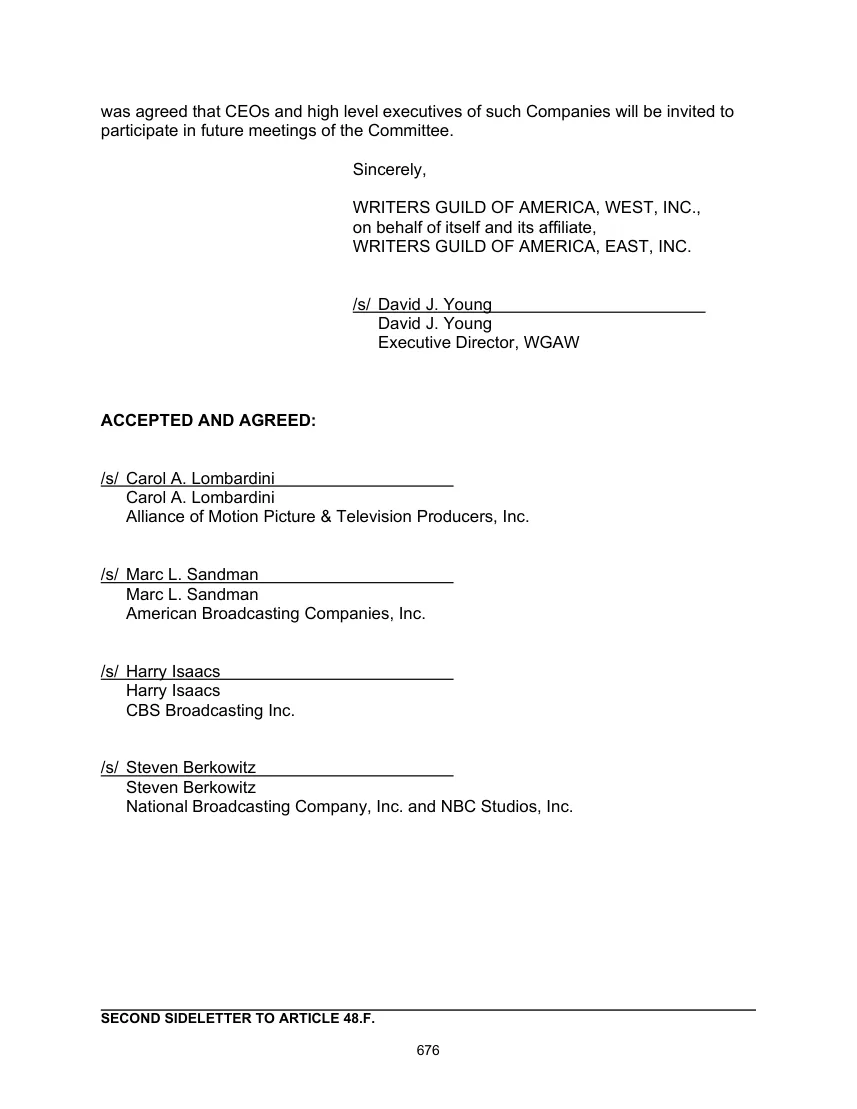 was agreed that CEOs and high level executives of such Companies will be invited to
participate in future meetings of the Committee.
Sincerely,
WRITERS GUILD OF AMERICA, WEST, INC.,
on behalf of itself and its affiliate,
WRITERS GUILD OF AMERICA, EAST, INC.
/s/ David J. Young
David J. Young
Executive Director, WGAW
ACCEPTED AND AGREED:
/s/ Carol A. Lombardini
Carol A. Lombardini
Alliance of Motion Picture & Television Producers, Inc.
/s/ Marc L. Sandman
Marc L. Sandman
American Broadcasting Companies, Inc.
/s/ Harry Isaacs
Harry Isaacs
CBS Broadcasting Inc.
/s/ Steven Berkowitz
Steven Berkowitz
National Broadcasting Company, Inc. and NBC Studios, Inc.
SECOND SIDELETTER TO ARTICLE 48.F.
676